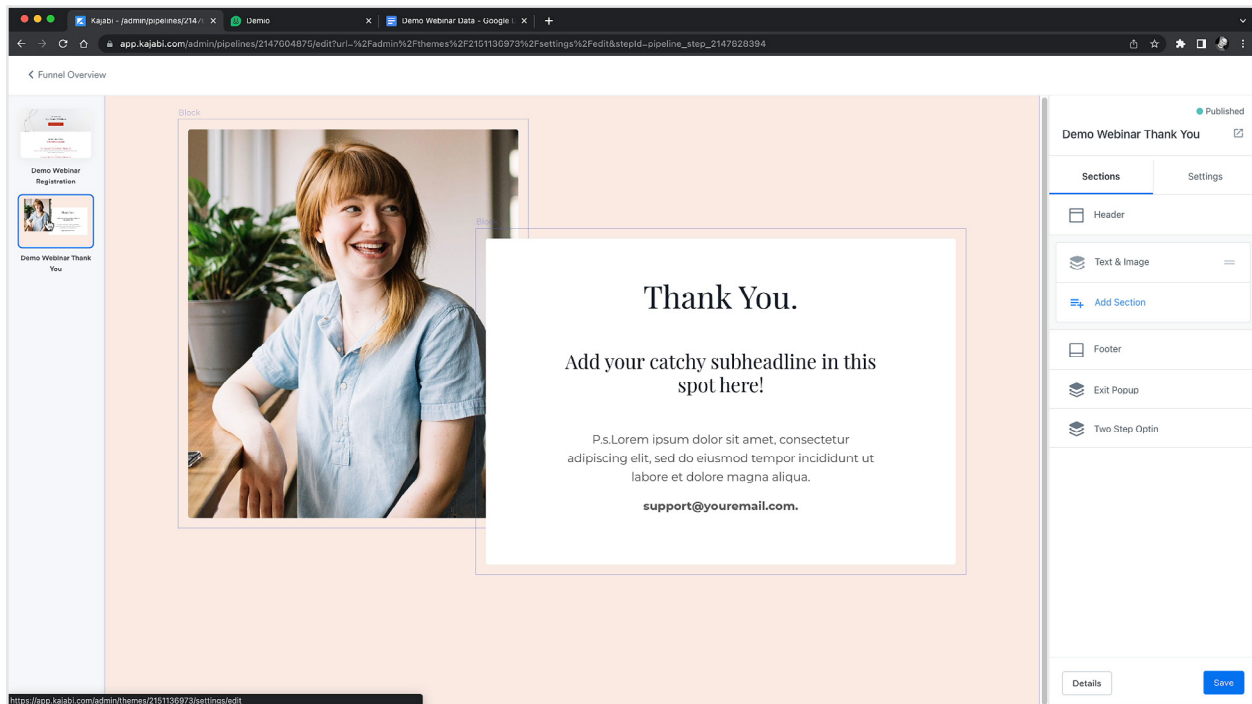 Kajabi - /admin/pipelines/2147
Demio
Demo Webinar Data - Google
app.kajabi.com/admin/pipelines/2147604875/edit?url=%2Fadmin%2Fthemes%2F2151136973%2Fsettings%2Fedit&stepId=pipeline_step_2147828394
Funnel Overview
Demo Webinar
Registration
Demo Webinar Thank
You
Block
Thank You.
Add your catchy subheadline in this
spot here!
P.s.Lorem ipsum dolor sit amet, consectetur
adipiscing elit, sed do eiusmod tempor incididunt ut
labore et dolore magna aliqua.
support@youremail.com.
Published
Demo Webinar Thank You
Sections
Settings
Header
Text & Image
Add Section
Footer
Exit Popup
Two Step Optin
Details
Save
https://app.kajabi.com/admin/themes/2151136973/settings/edit